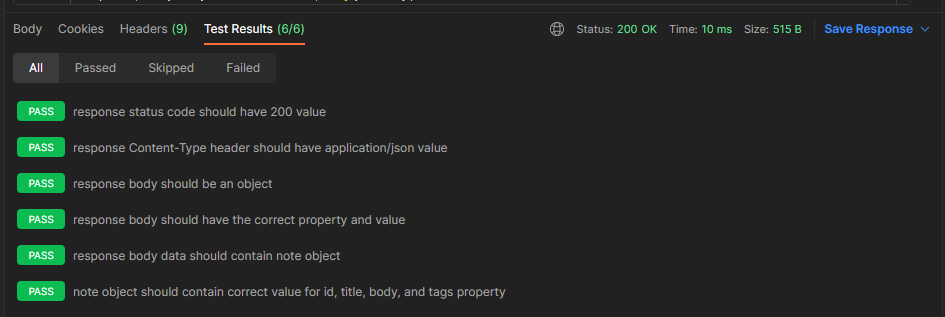 Body Cookies Headers (9) Test Results (6/6) Status: 200 OK Time: 10 ms Size: 515 B Save Response
All Passed Skipped Failed
PASS response status code should have 200 value
PASS response Content-Type header should have application/json value
PASS response body should be an object
PASS response body should have the correct property and value
PASS response body data should contain note object
PASS note object should contain correct value for id, title, body, and tags property